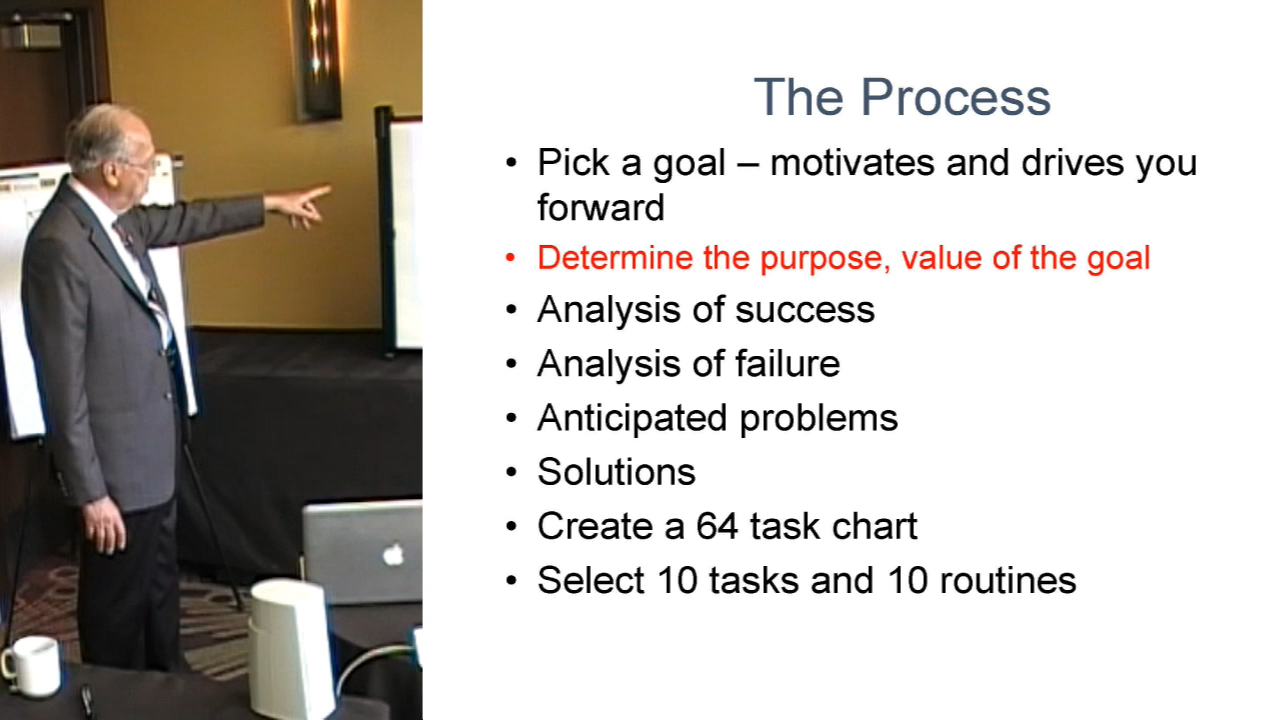 The Process
• Pick a goal – motivates and drives you
forward
• Determine the purpose, value of the goal
• Analysis of success
• Analysis of failure
• Anticipated problems
• Solutions
• Create a 64 task chart
• Select 10 tasks and 10 routines